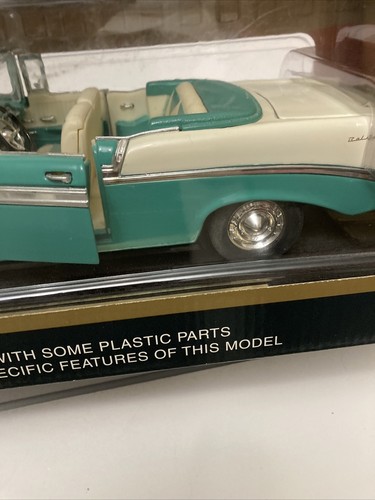 WITH SOME PLASTIC PARTS
ECIFIC FEATURES OF THIS MODEL